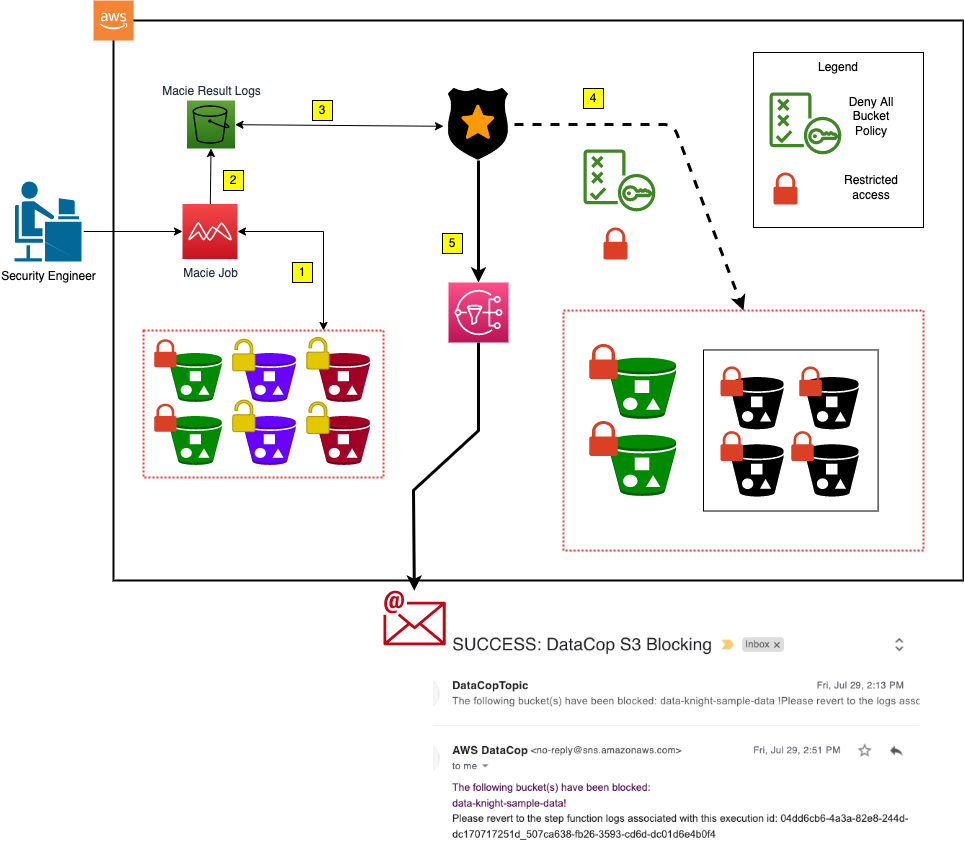 aws
Macie Result Logs
3
4
Legend
Deny All
Bucket
Policy
Restricted
access
2
Security Engineer
Macie Job
1
5
@
SUCCESS: DataCop S3 Blocking
Inbox x
DataCopTopic
Fri, Jul 29, 2:13 PM
The following bucket(s) have been blocked: data-knight-sample-data !Please revert to the logs assc
AWS DataCop <no-reply@sns.amazonaws.com>
Fri, Jul 29, 2:51 PM
to me
The following bucket(s) have been blocked:
data-knight-sample-data!
Please revert to the step function logs associated with this execution id: 04dd6cb6-4a3a-82e8-244d-
dc170717251d_507ca638-fb26-3593-cd6d-dc01d6e4b0f4